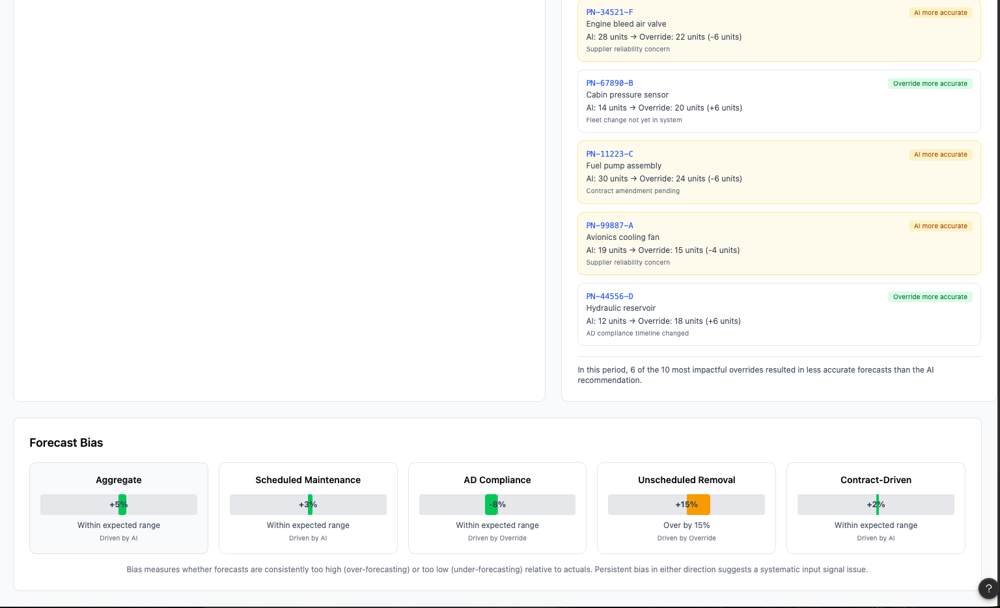 PN-34521-F
AI more accurate
Engine bleed air valve
AI: 28 units → Override: 22 units (-6 units)
Supplier reliability concern
PN-67890-B
Override more accurate
Cabin pressure sensor
AI: 14 units → Override: 20 units (+6 units)
Fleet change not yet in system
PN-11223-C
AI more accurate
Fuel pump assembly
AI: 30 units → Override: 24 units (-6 units)
Contract amendment pending
PN-99887-A
AI more accurate
Avionics cooling fan
AI: 19 units → Override: 15 units (-4 units)
Supplier reliability concern
PN-44556-D
Override more accurate
Hydraulic reservoir
AI: 12 units → Override: 18 units (+6 units)
AD compliance timeline changed
In this period, 6 of the 10 most impactful overrides resulted in less accurate forecasts than the AI
recommendation.
Forecast Bias
Aggregate
+5%
Within expected range
Driven by AI
Scheduled Maintenance
+3%
Within expected range
Driven by AI
AD Compliance
-8%
Within expected range
Driven by Override
Unscheduled Removal
+15%
Over by 15%
Driven by Override
Contract-Driven
+2%
Within expected range
Driven by AI
Bias measures whether forecasts are consistently too high (over-forecasting) or too low (under-forecasting) relative to actuals. Persistent bias in either direction suggests a systematic input signal issue.
?